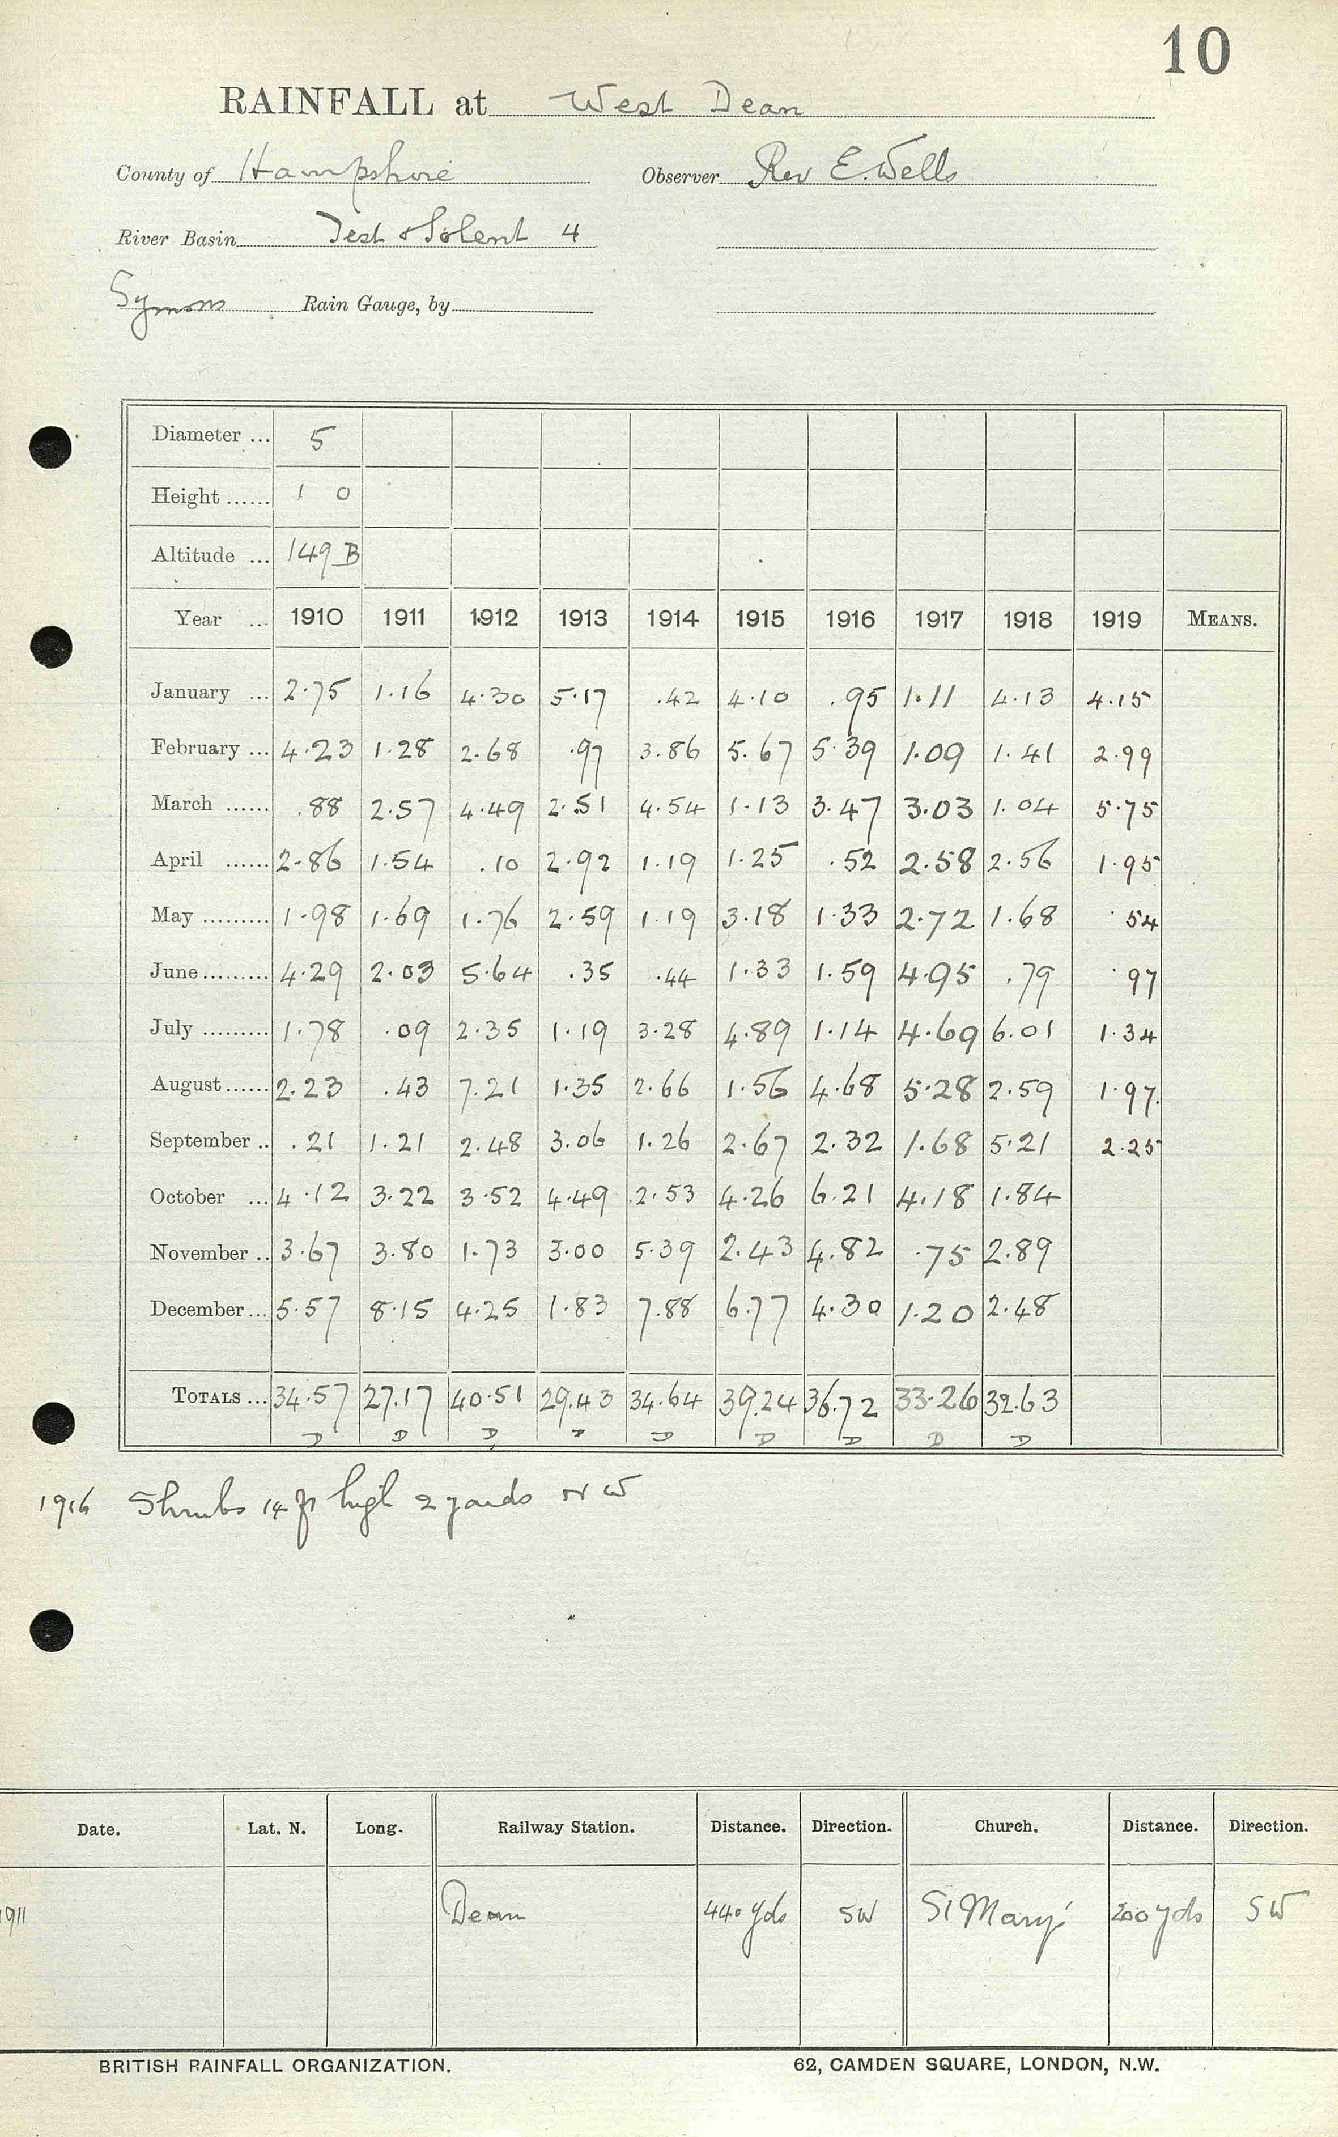 10
RAINFALL at West Dean
County of Hampshire Observer Rev E. Wells
River Basin Test & Solent 4
Symons Rain Gauge, by
Diameter ... 5
Height ...... 1 0
Altitude ... 149 B
Year ... 1910 1911 1912 1913 1914 1915 1916 1917 1918 1919 MEANS.
January ... 2.75 1.16 4.30 5.17 .42 4.10 .95 1.11 4.13 4.15
February ... 4.23 1.28 2.68 .97 3.86 5.67 5.39 1.09 1.41 2.99
March ...... .88 2.57 4.49 2.51 4.54 1.13 3.47 3.03 1.04 5.75
April ...... 2.86 1.54 .10 2.92 1.19 1.25 .52 2.58 2.56 1.95
May ......... 1.98 1.69 1.76 2.59 1.19 3.18 1.33 2.72 1.68 .54
June ......... 4.29 2.03 5.64 .35 .44 1.33 1.59 4.95 .79 .97
July ......... 1.78 .09 2.35 1.19 3.28 4.89 1.14 4.69 6.01 1.34
August ...... 2.23 .43 7.21 1.35 2.66 1.56 4.68 5.28 2.59 1.97
September .. .21 1.21 2.48 3.06 1.26 2.67 2.32 1.68 5.21 2.25
October ... 4.12 3.22 3.52 4.49 2.53 4.26 6.21 4.18 1.84
November .. 3.67 3.80 1.73 3.00 5.39 2.43 4.82 .75 2.89
December ... 5.57 8.15 4.25 1.83 7.88 6.77 4.30 1.20 2.48
TOTALS ... 34.57 27.17 40.51 29.43 34.64 39.24 36.72 33.26 32.63
D D D D D D D D
1916 Shrubs 14 ft high 2 yards N W
Date. Lat. N. Long. Railway Station. Distance. Direction. Church. Distance. Direction.
1911 Dean 440 yds SW St Mary's 200 yds SW
BRITISH RAINFALL ORGANIZATION. 62, CAMDEN SQUARE, LONDON, N.W.